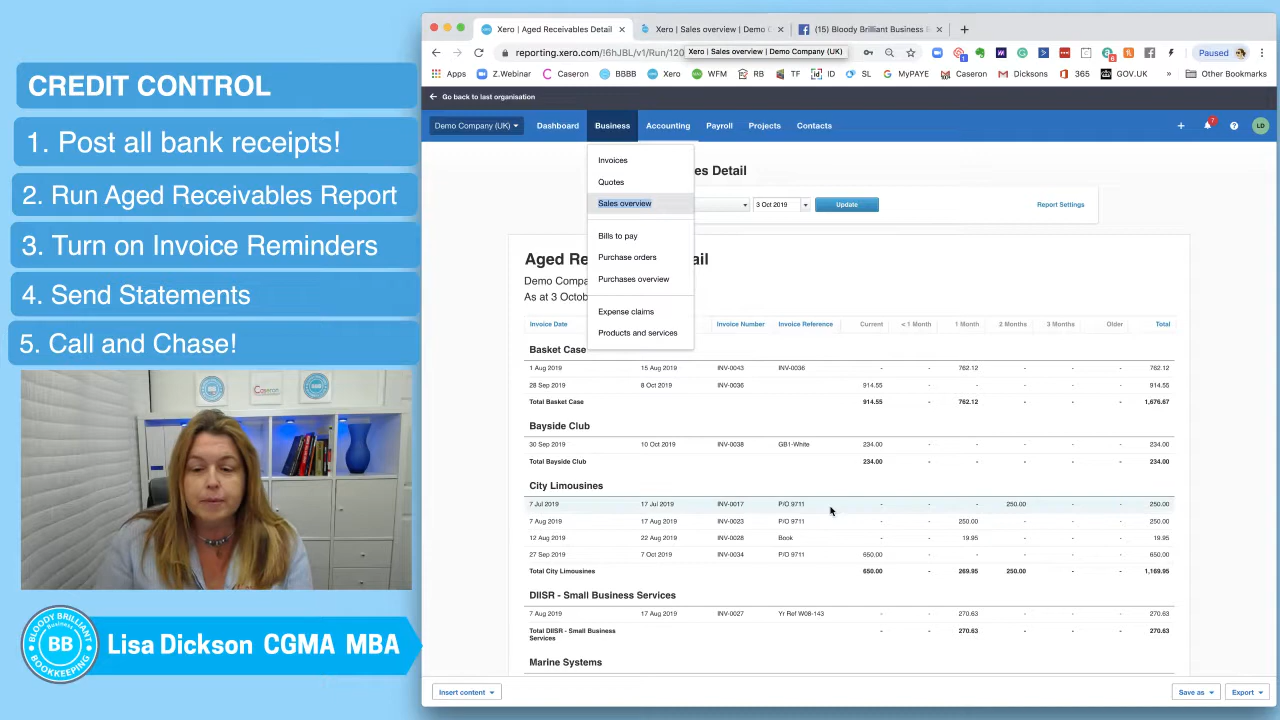 CREDIT CONTROL
1. Post all bank receipts!
2. Run Aged Receivables Report
3. Turn on Invoice Reminders
4. Send Statements
5. Call and Chase!
Caseron
BLOODY BRILLIANT
Business
BB
BOOKKEEPING
Lisa Dickson CGMA MBA
Xero | Aged Receivables Detail
Xero | Sales overview | Demo C
(15) Bloody Brilliant Business
reporting.xero.com/!6hJBL/v1/Run/120
Xero | Sales overview | Demo Company (UK)
Paused
Apps Z.Webinar Caseron BBBB Xero WFM RB TF ID SL MyPAYE Caseron Dicksons 365 GOV.UK » Other Bookmarks
Go back to last organisation
Demo Company (UK) Dashboard Business Accounting Payroll Projects Contacts 7 LD
Invoices
Quotes
Sales overview
Bills to pay
Purchase orders
Purchases overview
Expense claims
Products and services
s Detail
3 Oct 2019 Update Report Settings
Aged Re ail
Demo Compa
As at 3 Octob
Invoice Date Invoice Number Invoice Reference Current < 1 Month 1 Month 2 Months 3 Months Older Total
Basket Case
1 Aug 2019 15 Aug 2019 INV-0043 INV-0036 - - 762.12 - - - 762.12
28 Sep 2019 8 Oct 2019 INV-0036 914.55 - - - - - 914.55
Total Basket Case 914.55 - 762.12 - - - 1,676.67
Bayside Club
30 Sep 2019 10 Oct 2019 INV-0038 GB1-White 234.00 - - - - - 234.00
Total Bayside Club 234.00 - - - - - 234.00
City Limousines
7 Jul 2019 17 Jul 2019 INV-0017 P/O 9711 - - - 250.00 - - 250.00
7 Aug 2019 17 Aug 2019 INV-0023 P/O 9711 - - 250.00 - - - 250.00
12 Aug 2019 22 Aug 2019 INV-0028 Book - - 19.95 - - - 19.95
27 Sep 2019 7 Oct 2019 INV-0034 P/O 9711 650.00 - - - - - 650.00
Total City Limousines 650.00 - 269.95 250.00 - - 1,169.95
DIISR - Small Business Services
7 Aug 2019 17 Aug 2019 INV-0027 Yr Ref W08-143 - - 270.63 - - - 270.63
Total DIISR - Small Business - - 270.63 - - - 270.63
Services
Marine Systems
Insert content Save as Export